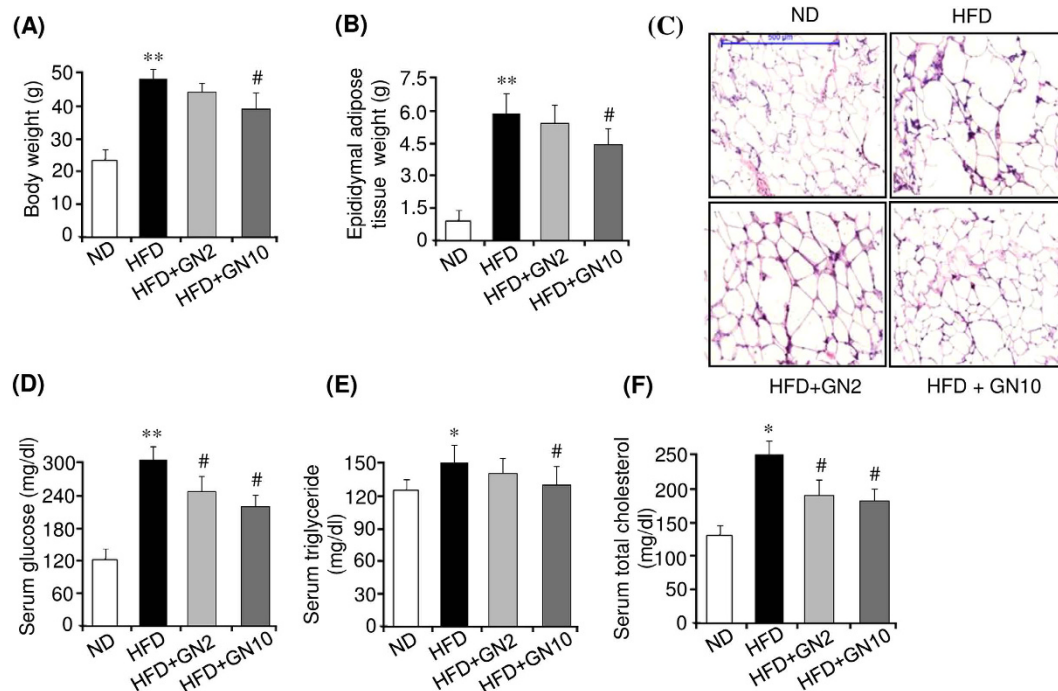 (A)
**
#
Body weight (g)
50
40
30
20
10
0
ND
HFD
HFD+GN2
HFD+GN10
(B)
**
#
Epididymal adipose
tissue weight (g)
7.5
6.0
4.5
3.0
1.5
0
ND
HFD
HFD+GN2
HFD+GN10
(C)
ND
HFD
500 µm
HFD+GN2
HFD + GN10
(D)
**
#
#
Serum glucose (mg/dl)
300
240
180
120
60
0
ND
HFD
HFD+GN2
HFD+GN10
(E)
*
#
Serum triglyceride
(mg/dl)
150
120
90
60
30
0
ND
HFD
HFD+GN2
HFD+GN10
(F)
*
#
#
Serum total cholesterol
(mg/dl)
250
200
150
100
50
0
ND
HFD
HFD+GN2
HFD+GN10